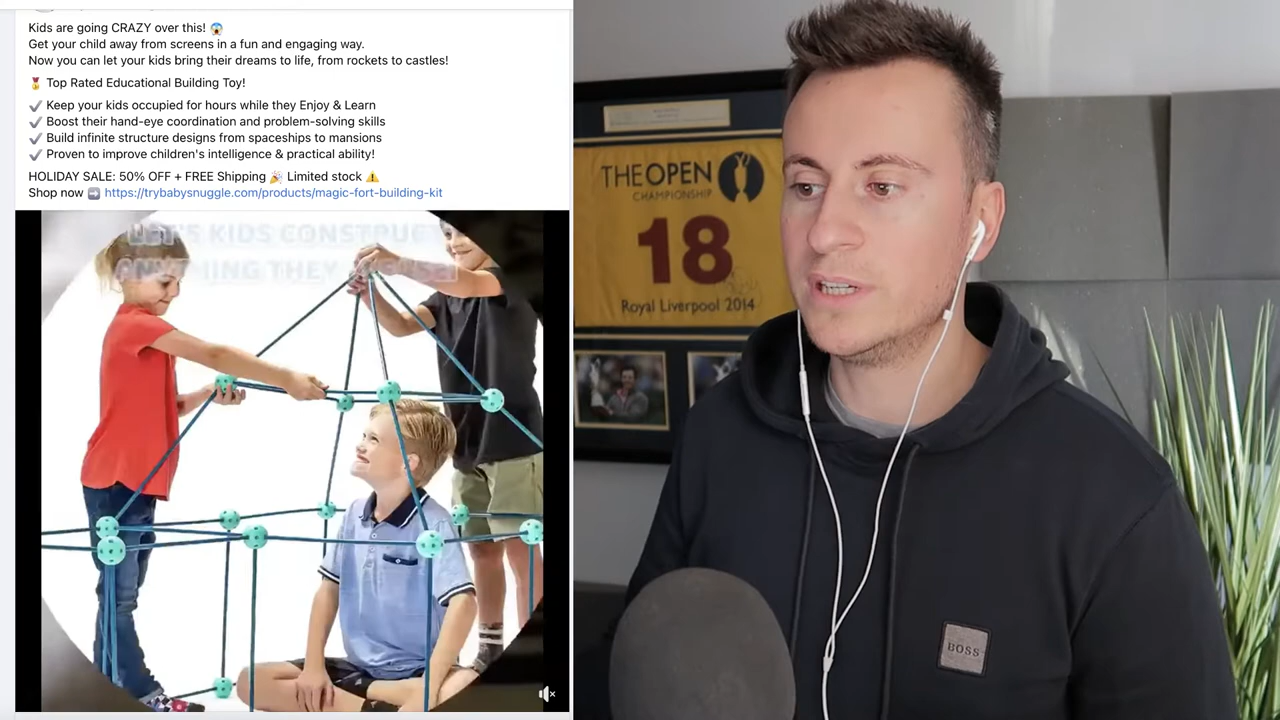 Kids are going CRAZY over this! 😱
Get your child away from screens in a fun and engaging way.
Now you can let your kids bring their dreams to life, from rockets to castles!
🏅 Top Rated Educational Building Toy!
✔ Keep your kids occupied for hours while they Enjoy & Learn
✔ Boost their hand-eye coordination and problem-solving skills
✔ Build infinite structure designs from spaceships to mansions
✔ Proven to improve children's intelligence & practical ability!
HOLIDAY SALE: 50% OFF + FREE Shipping 🎉 Limited stock ⚠️
Shop now ➡️ https://trybabysnuggle.com/products/magic-fort-building-kit
LET'S KIDS CONSTRUCT
THE OPEN
CHAMPIONSHIP
18
Royal Liverpool 2014
BOSS